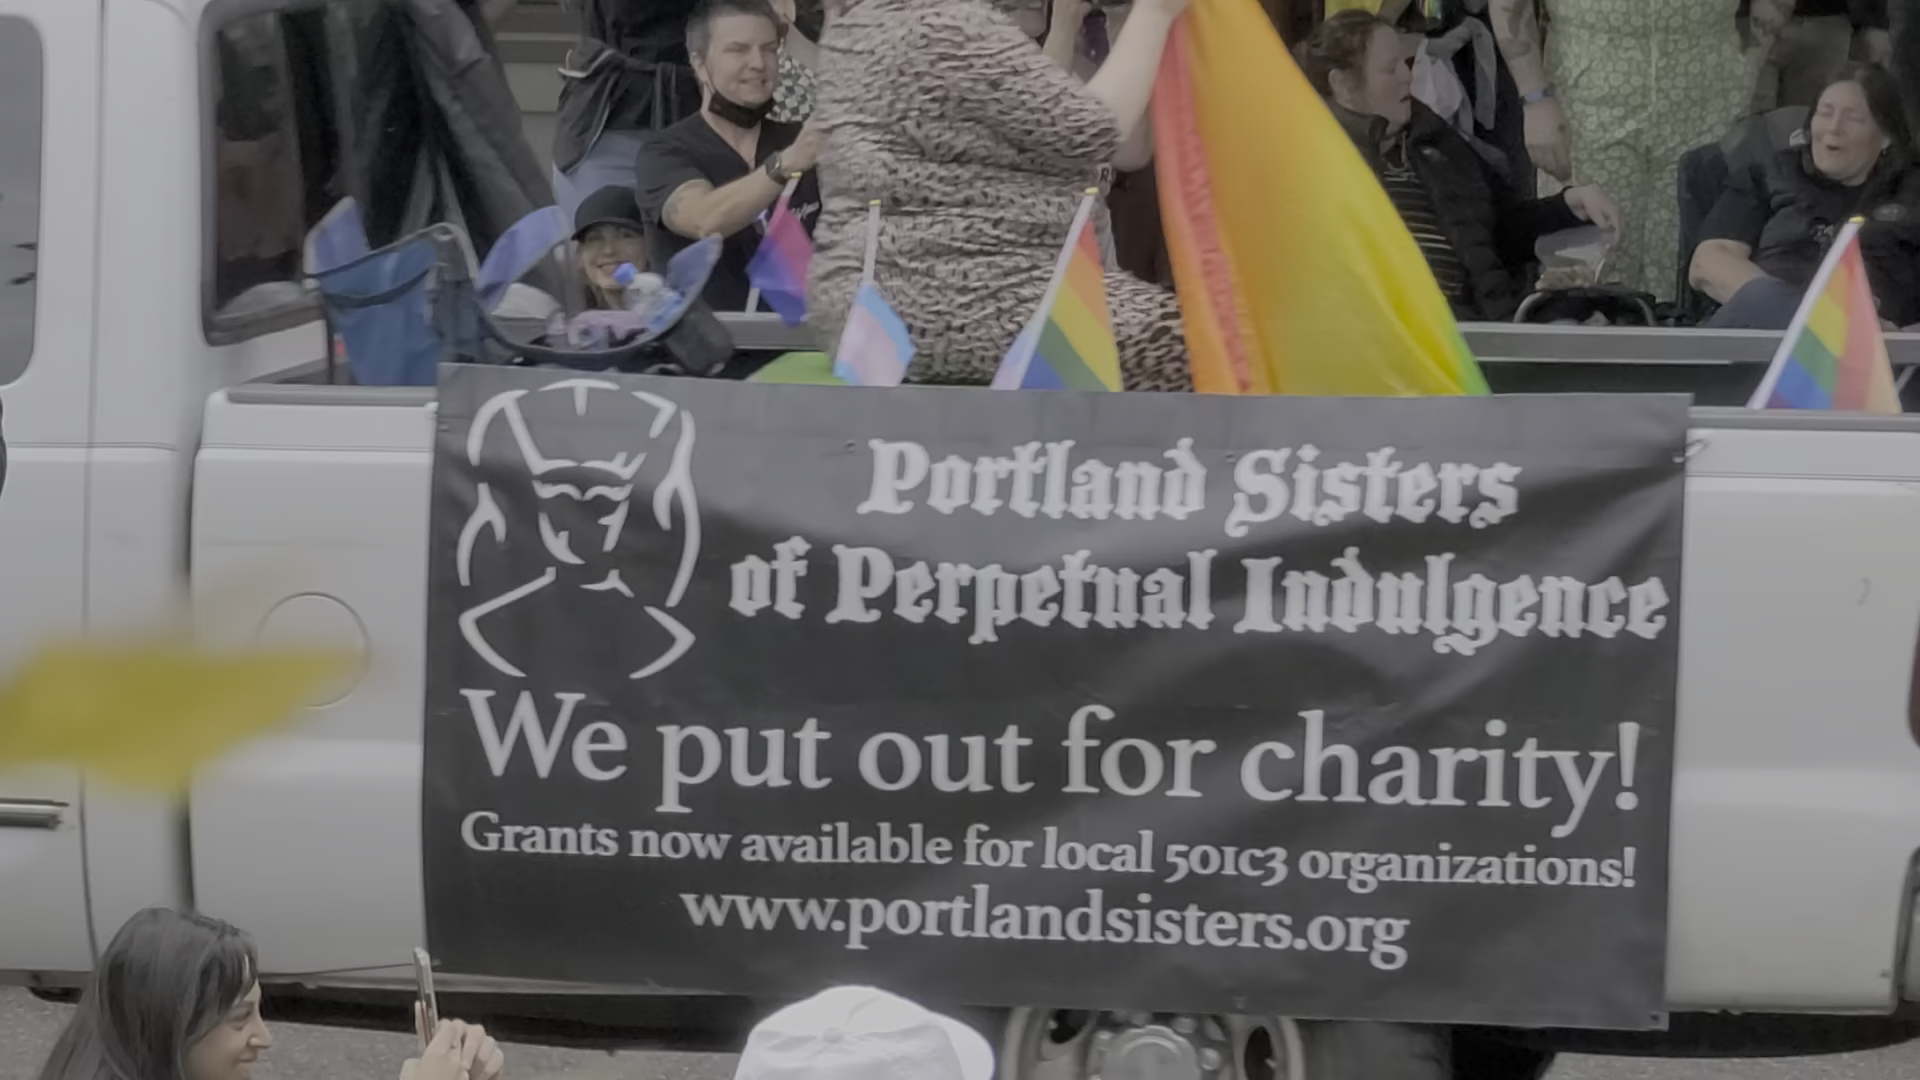 Portland Sisters
of Perpetual Indulgence
We put out for charity!
Grants now available for local 501c3 organizations!
www.portlandsisters.org